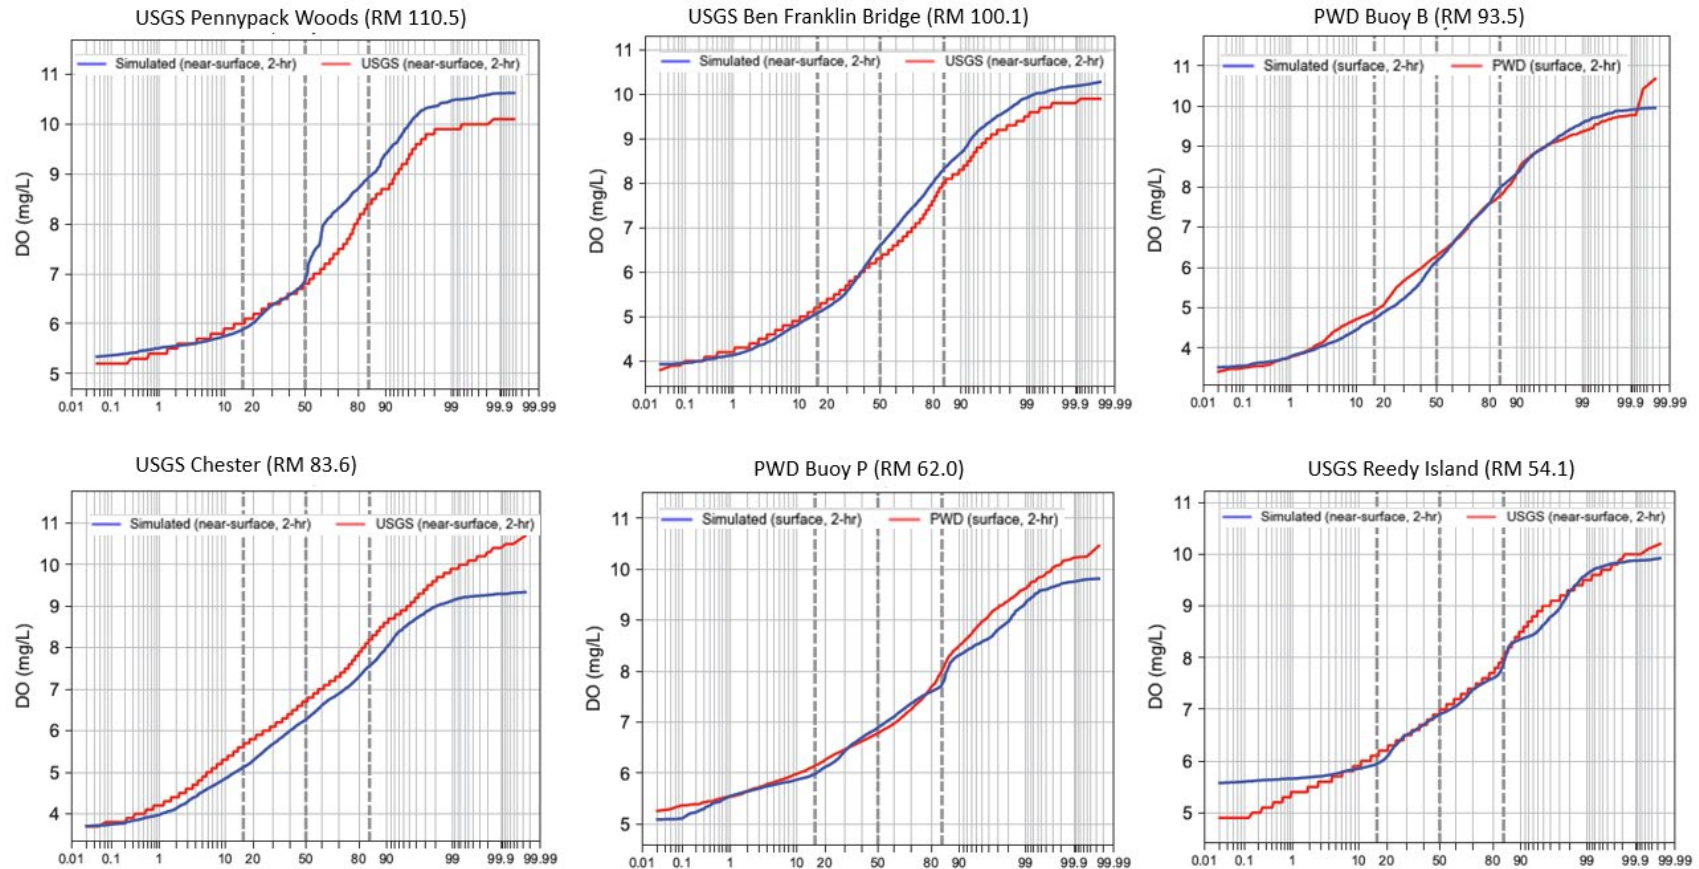 USGS Pennypack Woods (RM 110.5)
Simulated (near-surface, 2-hr) USGS (near-surface, 2-hr)
DO (mg/L)
11
10
9
8
7
6
5
0.01 0.1 1 10 20 50 80 90 99 99.9 99.99
USGS Ben Franklin Bridge (RM 100.1)
Simulated (near-surface, 2-hr) USGS (near-surface, 2-hr)
DO (mg/L)
11
10
9
8
7
6
5
4
0.01 0.1 1 10 20 50 80 90 99 99.9 99.99
PWD Buoy B (RM 93.5)
Simulated (surface, 2-hr) PWD (surface, 2-hr)
DO (mg/L)
11
10
9
8
7
6
5
4
0.01 0.1 1 10 20 50 80 90 99 99.9 99.99
USGS Chester (RM 83.6)
Simulated (near-surface, 2-hr) USGS (near-surface, 2-hr)
DO (mg/L)
11
10
9
8
7
6
5
4
0.01 0.1 1 10 20 50 80 90 99 99.9 99.99
PWD Buoy P (RM 62.0)
Simulated (surface, 2-hr) PWD (surface, 2-hr)
DO (mg/L)
11
10
9
8
7
6
5
0.01 0.1 1 10 20 50 80 90 99 99.9 99.99
USGS Reedy Island (RM 54.1)
Simulated (near-surface, 2-hr) USGS (near-surface, 2-hr)
DO (mg/L)
11
10
9
8
7
6
5
0.01 0.1 1 10 20 50 80 90 99 99.9 99.99